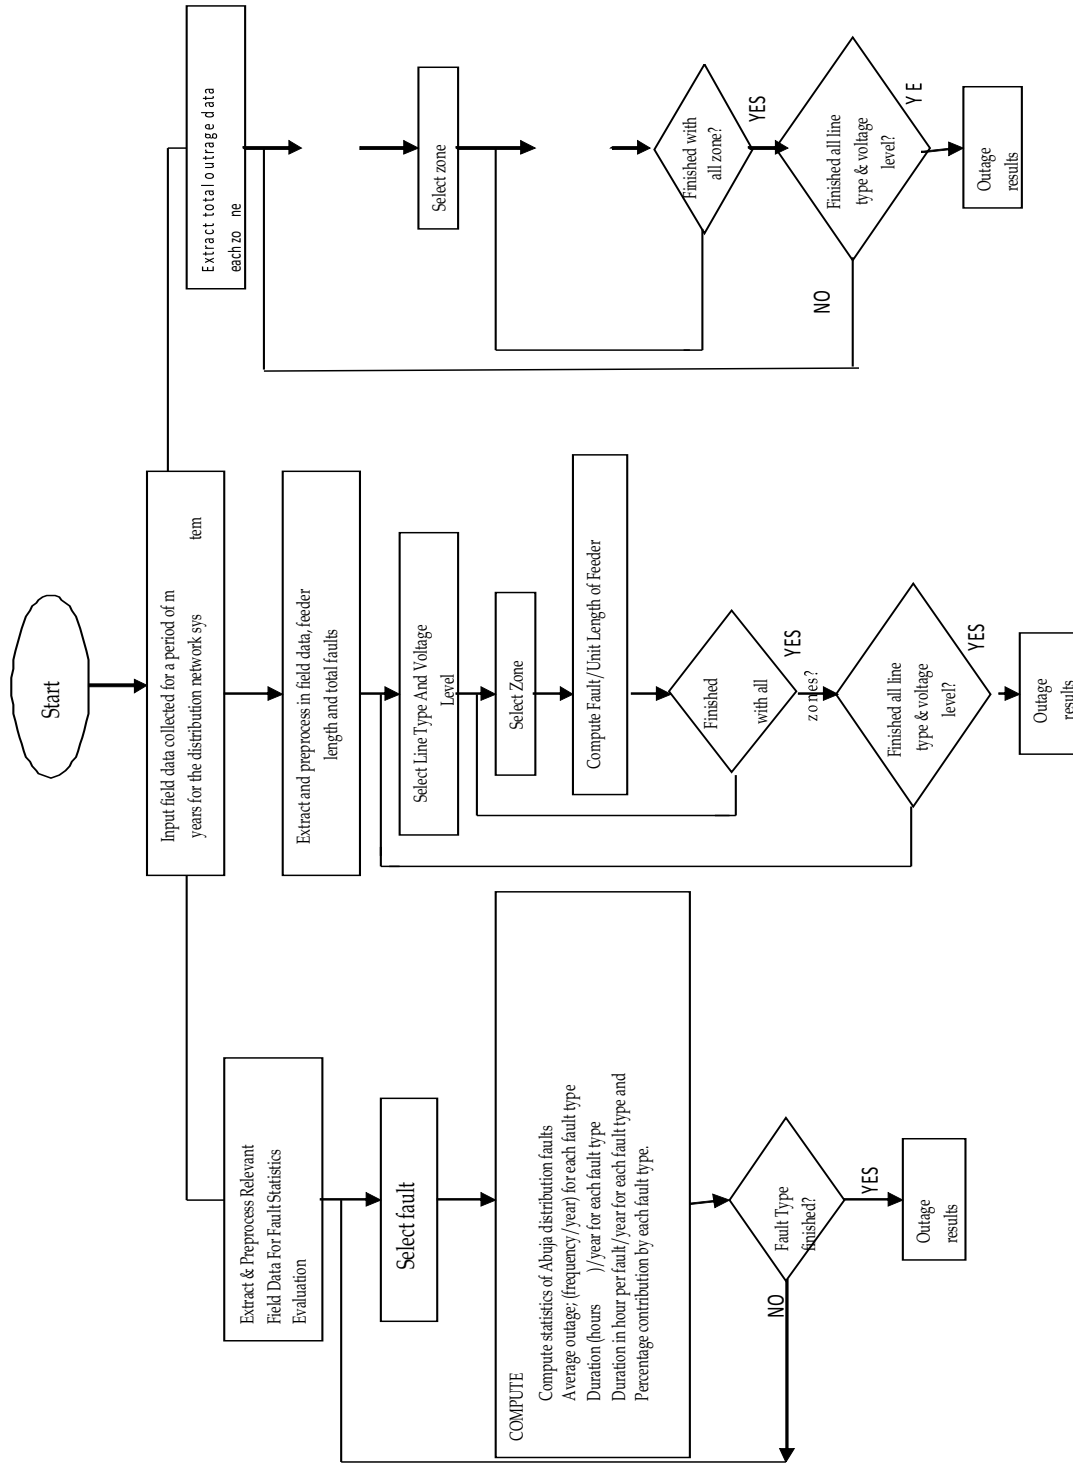 Start
Input field data collected for a period of m
years for the distribution network sys tem
Extract & Preprocess Relevant
Field Data For Fault Statistics
Evaluation
Select fault
COMPUTE
Compute statistics of Abuja distribution faults
Average outage; (frequency/year) for each fault type
Duration (hours )/year for each fault type
Duration in hour per fault/year for each fault type and
Percentage contribution by each fault type.
Fault Type
finished?
NO
YES
Outage
results
Extract and preprocess in field data, feeder
length and total faults
Select Line Type And Voltage
Level
Select Zone
Compute Fault/Unit Length of Feeder
Finished
with all
zones?
YES
Finished all line
type & voltage
level?
YES
Outage
results
Extract total outrage data
each zo ne
Select zone
Finished with
all zone?
YES
Finished all line
type & voltage
level?
NO
Y E
Outage
results